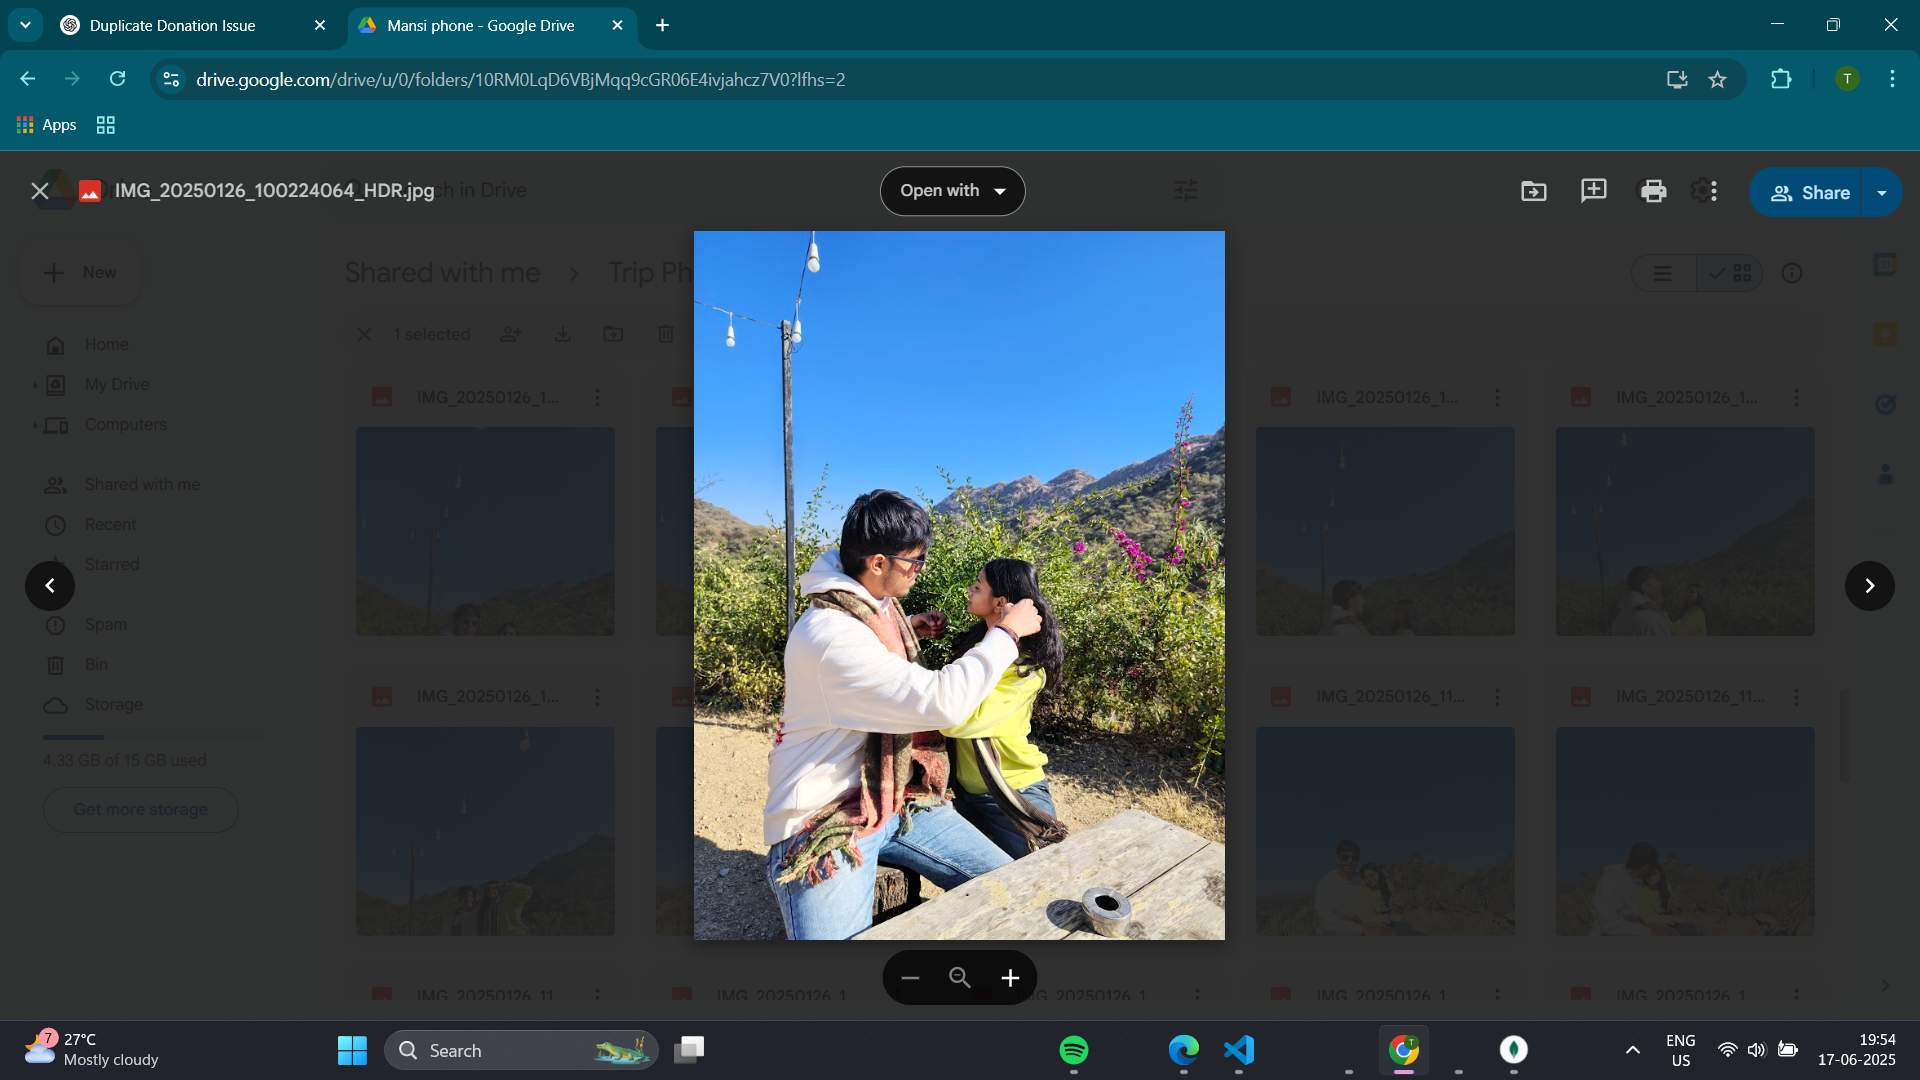 Duplicate Donation Issue
Mansi phone - Google Drive
drive.google.com/drive/u/0/folders/10RM0LqD6VBjMqq9cGR06E4ivjahcz7V0?lfhs=2
T
Apps
IMG_20250126_100224064_HDR.jpg
in Drive
Open with
Share
New
Shared with me > Trip Ph
1 selected
Home
My Drive
Computers
Shared with me
Recent
Starred
Spam
Bin
Storage
4.33 GB of 15 GB used
Get more storage
IMG_20250126_1...
IMG_20250126_1...
IMG_20250126_1...
IMG_20250126_1...
IMG_20250126_11...
IMG_20250126_11...
IMG_20250126_11
IMG_20250126_1
IMG_20250126_1
IMG_20250126_1
IMG_20250126_1
7
27°C
Mostly cloudy
Search
T
ENG
US
19:54
17-06-2025